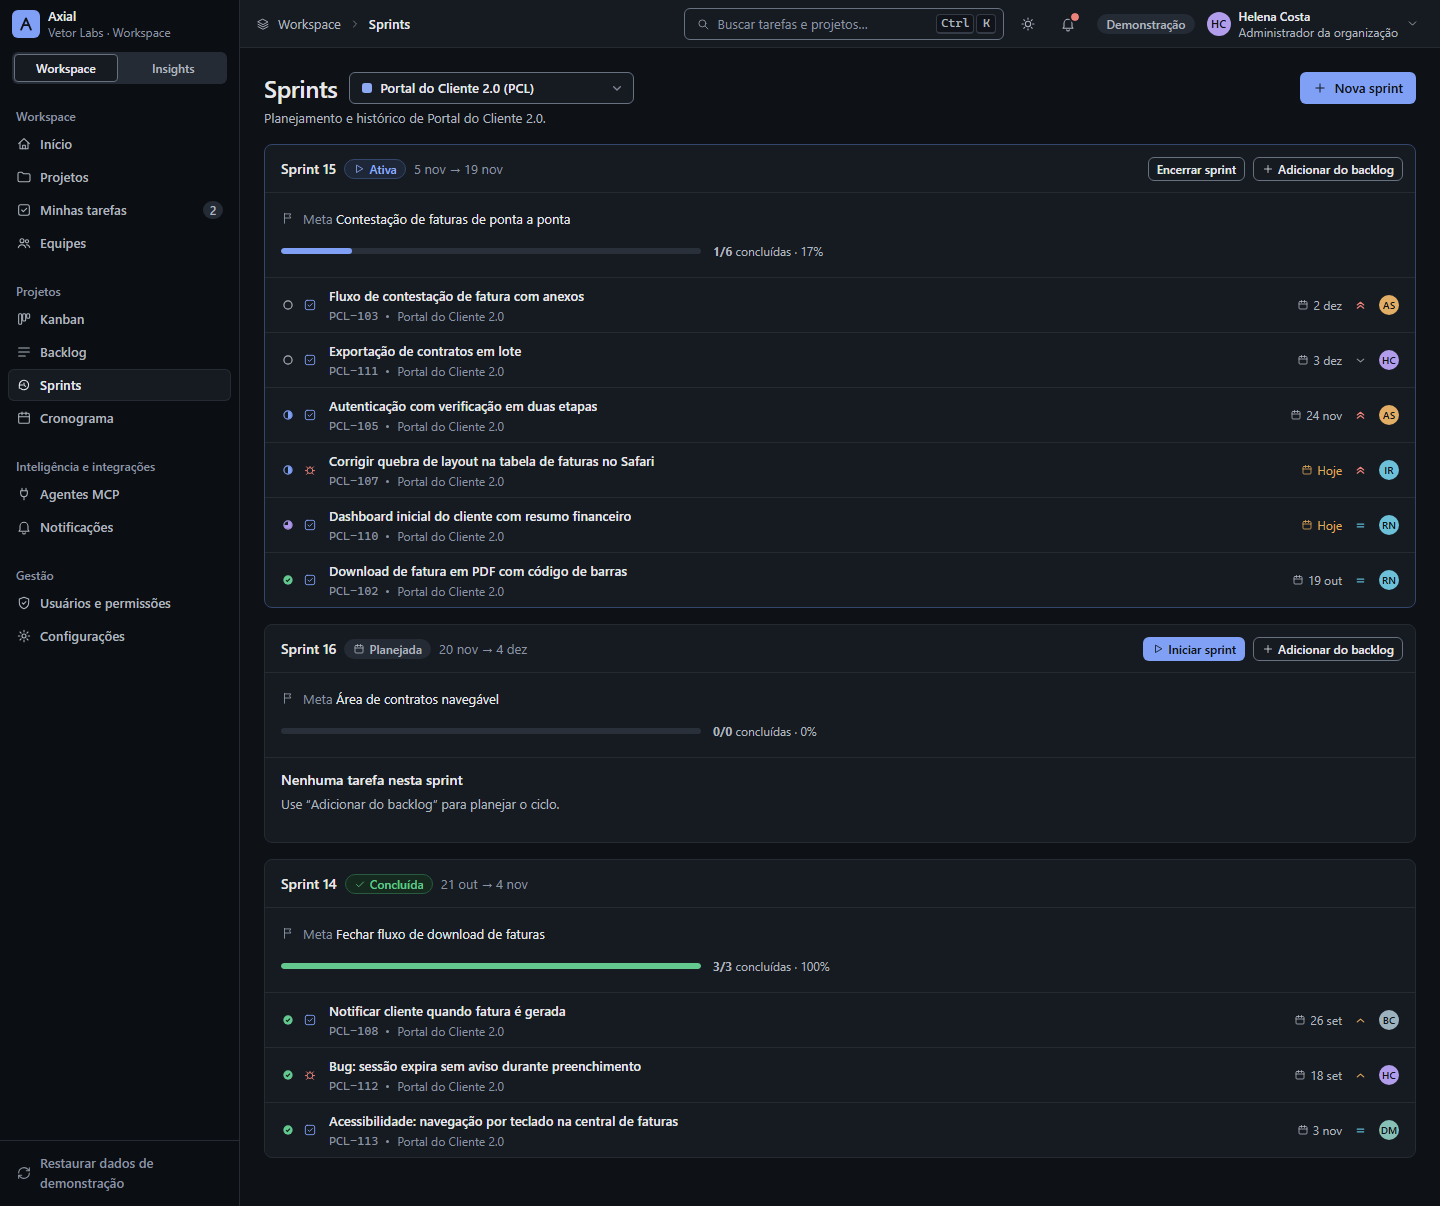 Axial
Vetor Labs · Workspace
Workspace
Insights
Workspace
Início
Projetos
Minhas tarefas
2
Equipes
Projetos
Kanban
Backlog
Sprints
Cronograma
Inteligência e integrações
Agentes MCP
Notificações
Gestão
Usuários e permissões
Configurações
Restaurar dados de
demonstração
Workspace > Sprints
Buscar tarefas e projetos... Ctrl K
Demonstração
HC
Helena Costa
Administrador da organização
Sprints
Portal do Cliente 2.0 (PCL)
Nova sprint
Planejamento e histórico de Portal do Cliente 2.0.
Sprint 15 Ativa 5 nov → 19 nov
Encerrar sprint
+ Adicionar do backlog
Meta Contestação de faturas de ponta a ponta
1/6 concluídas · 17%
Fluxo de contestação de fatura com anexos
PCL-103 • Portal do Cliente 2.0
2 dez AS
Exportação de contratos em lote
PCL-111 • Portal do Cliente 2.0
3 dez HC
Autenticação com verificação em duas etapas
PCL-105 • Portal do Cliente 2.0
24 nov AS
Corrigir quebra de layout na tabela de faturas no Safari
PCL-107 • Portal do Cliente 2.0
Hoje IR
Dashboard inicial do cliente com resumo financeiro
PCL-110 • Portal do Cliente 2.0
Hoje RN
Download de fatura em PDF com código de barras
PCL-102 • Portal do Cliente 2.0
19 out RN
Sprint 16 Planejada 20 nov → 4 dez
Iniciar sprint
+ Adicionar do backlog
Meta Área de contratos navegável
0/0 concluídas · 0%
Nenhuma tarefa nesta sprint
Use “Adicionar do backlog” para planejar o ciclo.
Sprint 14 Concluída 21 out → 4 nov
Meta Fechar fluxo de download de faturas
3/3 concluídas · 100%
Notificar cliente quando fatura é gerada
PCL-108 • Portal do Cliente 2.0
26 set BC
Bug: sessão expira sem aviso durante preenchimento
PCL-112 • Portal do Cliente 2.0
18 set HC
Acessibilidade: navegação por teclado na central de faturas
PCL-113 • Portal do Cliente 2.0
3 nov DM